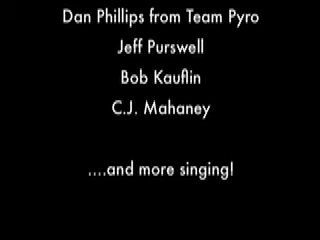 Dan Phillips from Team Pyro
Jeff Purswell
Bob Kauflin
C.J. Mahaney
....and more singing!